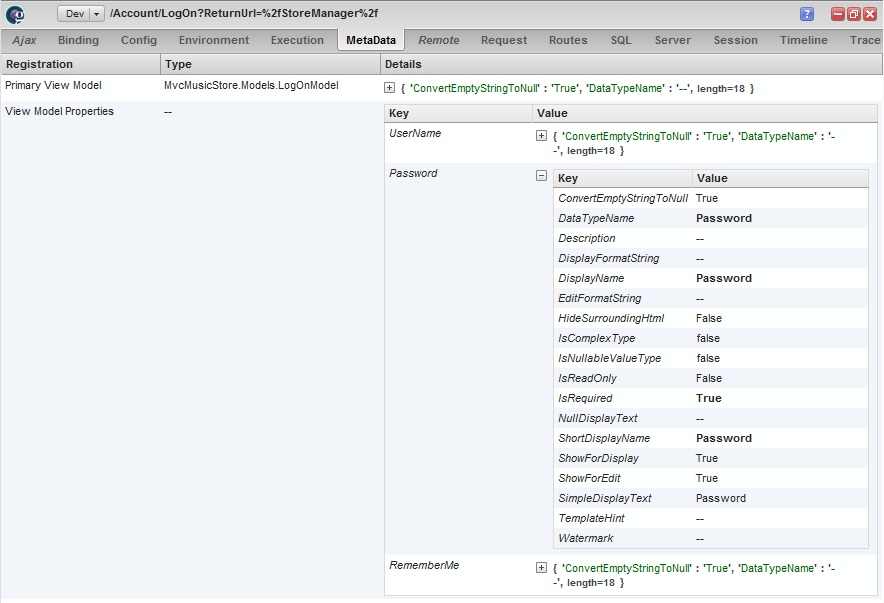 Dev /Account/LogOn?ReturnUrl=%2fStoreManager%2f ?
Ajax Binding Config Environment Execution MetaData Remote Request Routes SQL Server Session Timeline Trace
Registration Type Details
Primary View Model MvcMusicStore.Models.LogOnModel { 'ConvertEmptyStringToNull' : 'True', 'DataTypeName' : '--', length=18 }
View Model Properties -- Key Value
UserName { 'ConvertEmptyStringToNull' : 'True', 'DataTypeName' : '-
-', length=18 }
Password Key Value
ConvertEmptyStringToNull True
DataTypeName Password
Description --
DisplayFormatString --
DisplayName Password
EditFormatString --
HideSurroundingHtml False
IsComplexType false
IsNullableValueType false
IsReadOnly False
IsRequired True
NullDisplayText --
ShortDisplayName Password
ShowForDisplay True
ShowForEdit True
SimpleDisplayText Password
TemplateHint --
Watermark --
RememberMe { 'ConvertEmptyStringToNull' : 'True', 'DataTypeName' : '-
-', length=18 }